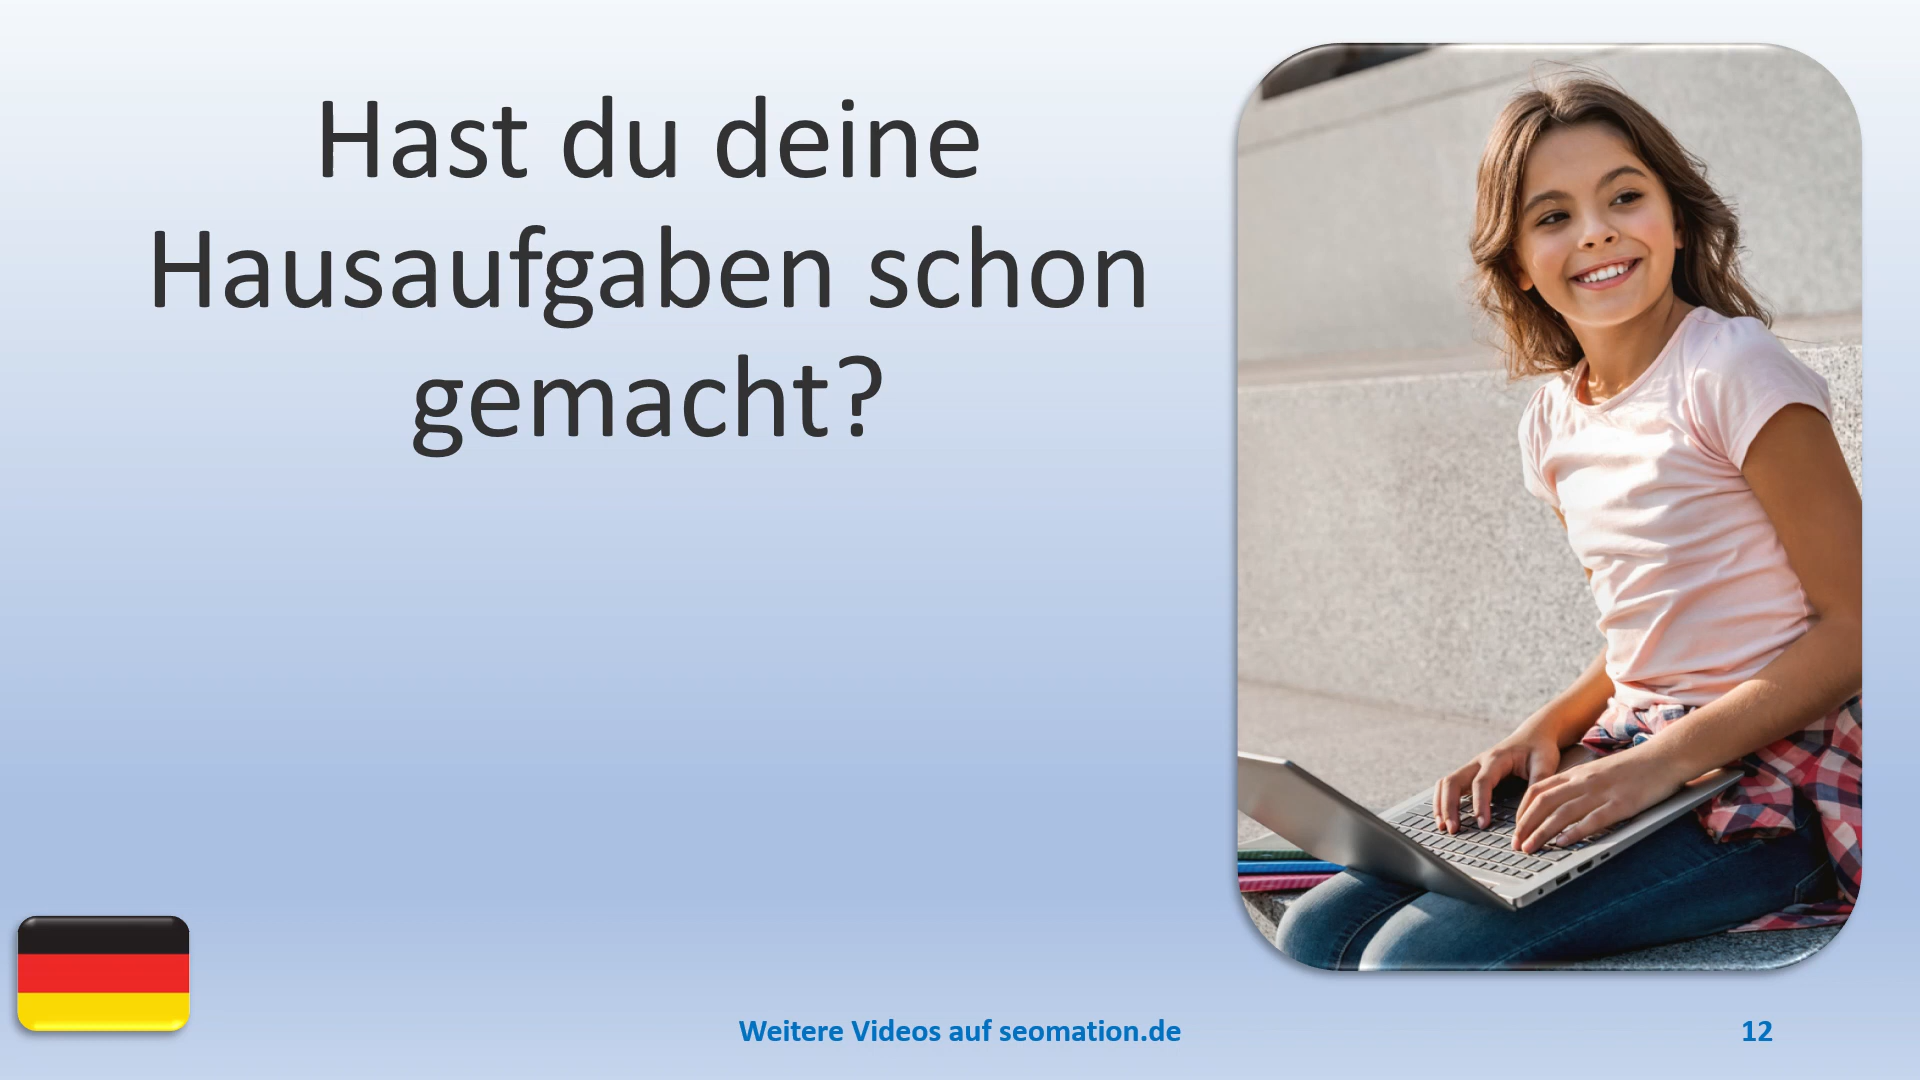 Hast du deine
Hausaufgaben schon
gemacht?
Weitere Videos auf seomation.de
12